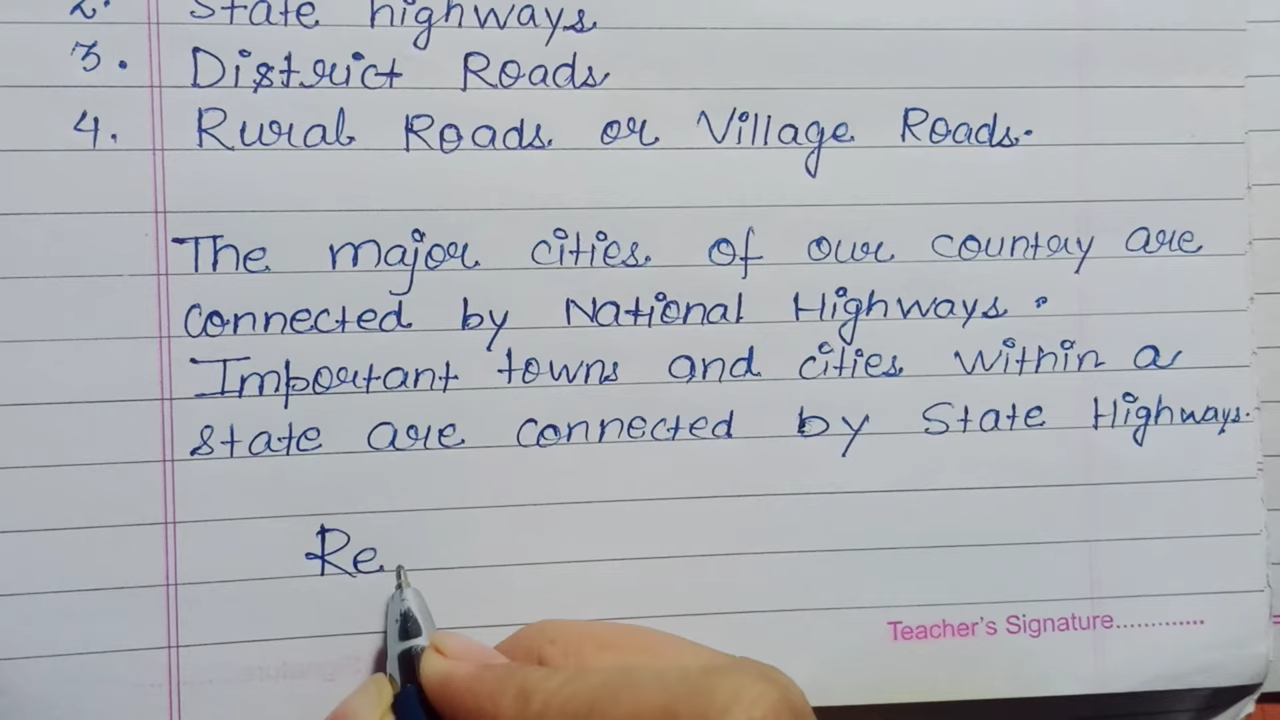 2. State highways
3. District Roads
4. Rural Roads or Village Roads.
The major cities of our country are
connected by National Highways.
Important towns and cities within a
state are connected by State Highways.
Re
Teacher's Signature.............